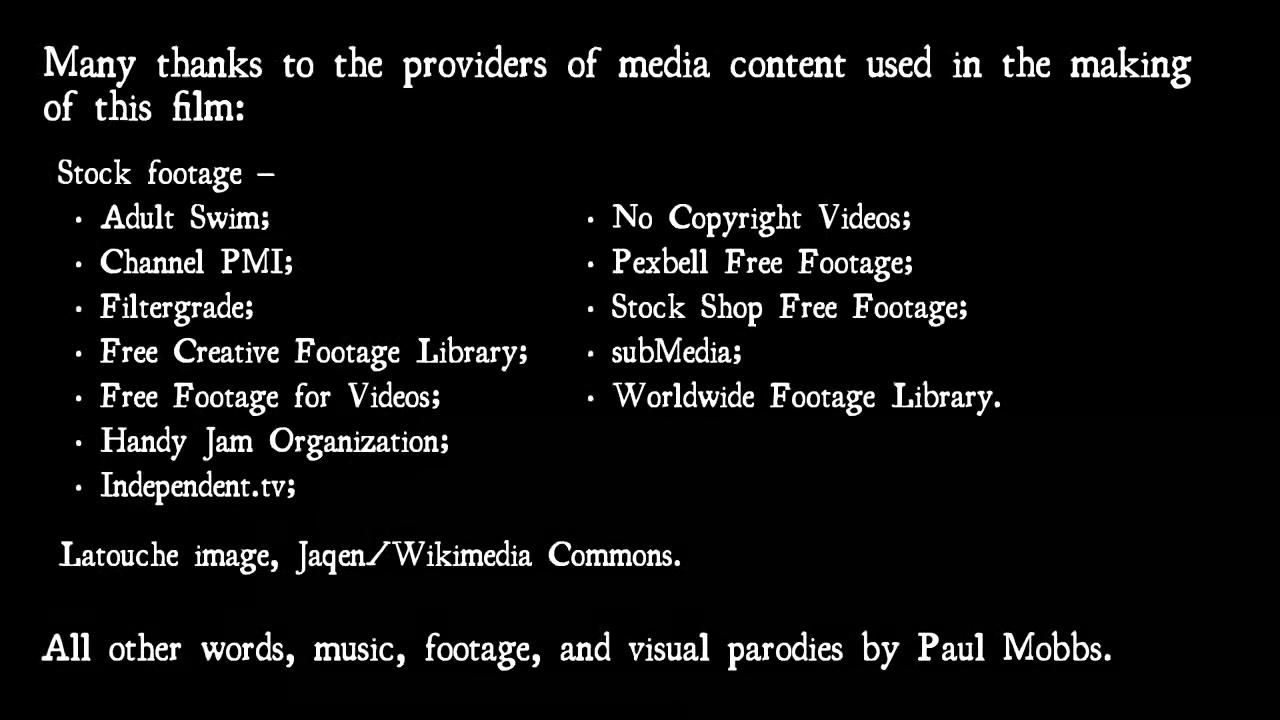 Many thanks to the providers of media content used in the making
of this film:
Stock footage –
· Adult Swim;
· Channel PMI;
· Filtergrade;
· Free Creative Footage Library;
· Free Footage for Videos;
· Handy Jam Organization;
· Independent.tv;
· No Copyright Videos;
· Pexbell Free Footage;
· Stock Shop Free Footage;
· subMedia;
· Worldwide Footage Library.
Latouche image, Jaqen/Wikimedia Commons.
All other words, music, footage, and visual parodies by Paul Mobbs.